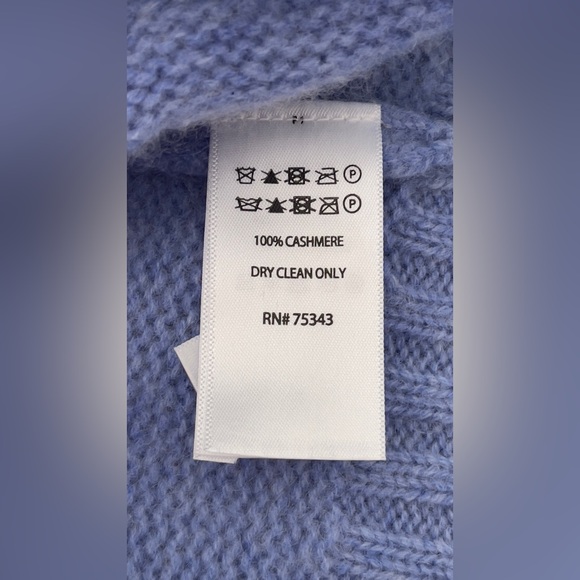 P
P
100% CASHMERE
DRY CLEAN ONLY
RN# 75343